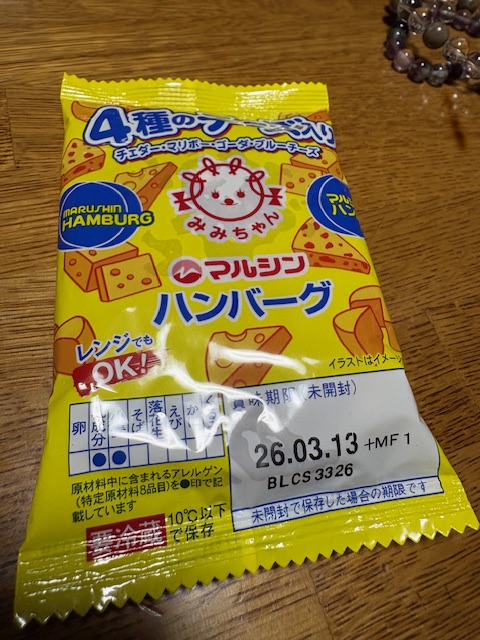 4種のチーズ入り
チェダー・マリボー・ゴーダ・ブルーチーズ
MARUSHIN
HAMBURG
マル
ハン
みみちゃん
マルシン
ハンバーグ
レンジでも
OK!
イラストはイメージ
卵
乳成分
小麦
そば
落花生
えび
かに
くるみ
原材料中に含まれるアレルゲン
(特定原材料8品目)を●印で記
載しています
賞味期限(未開封)
26.03.13 +MF1
BLCS3326
未開封で保存した場合の期限です
要冷蔵 10℃以下
で保存